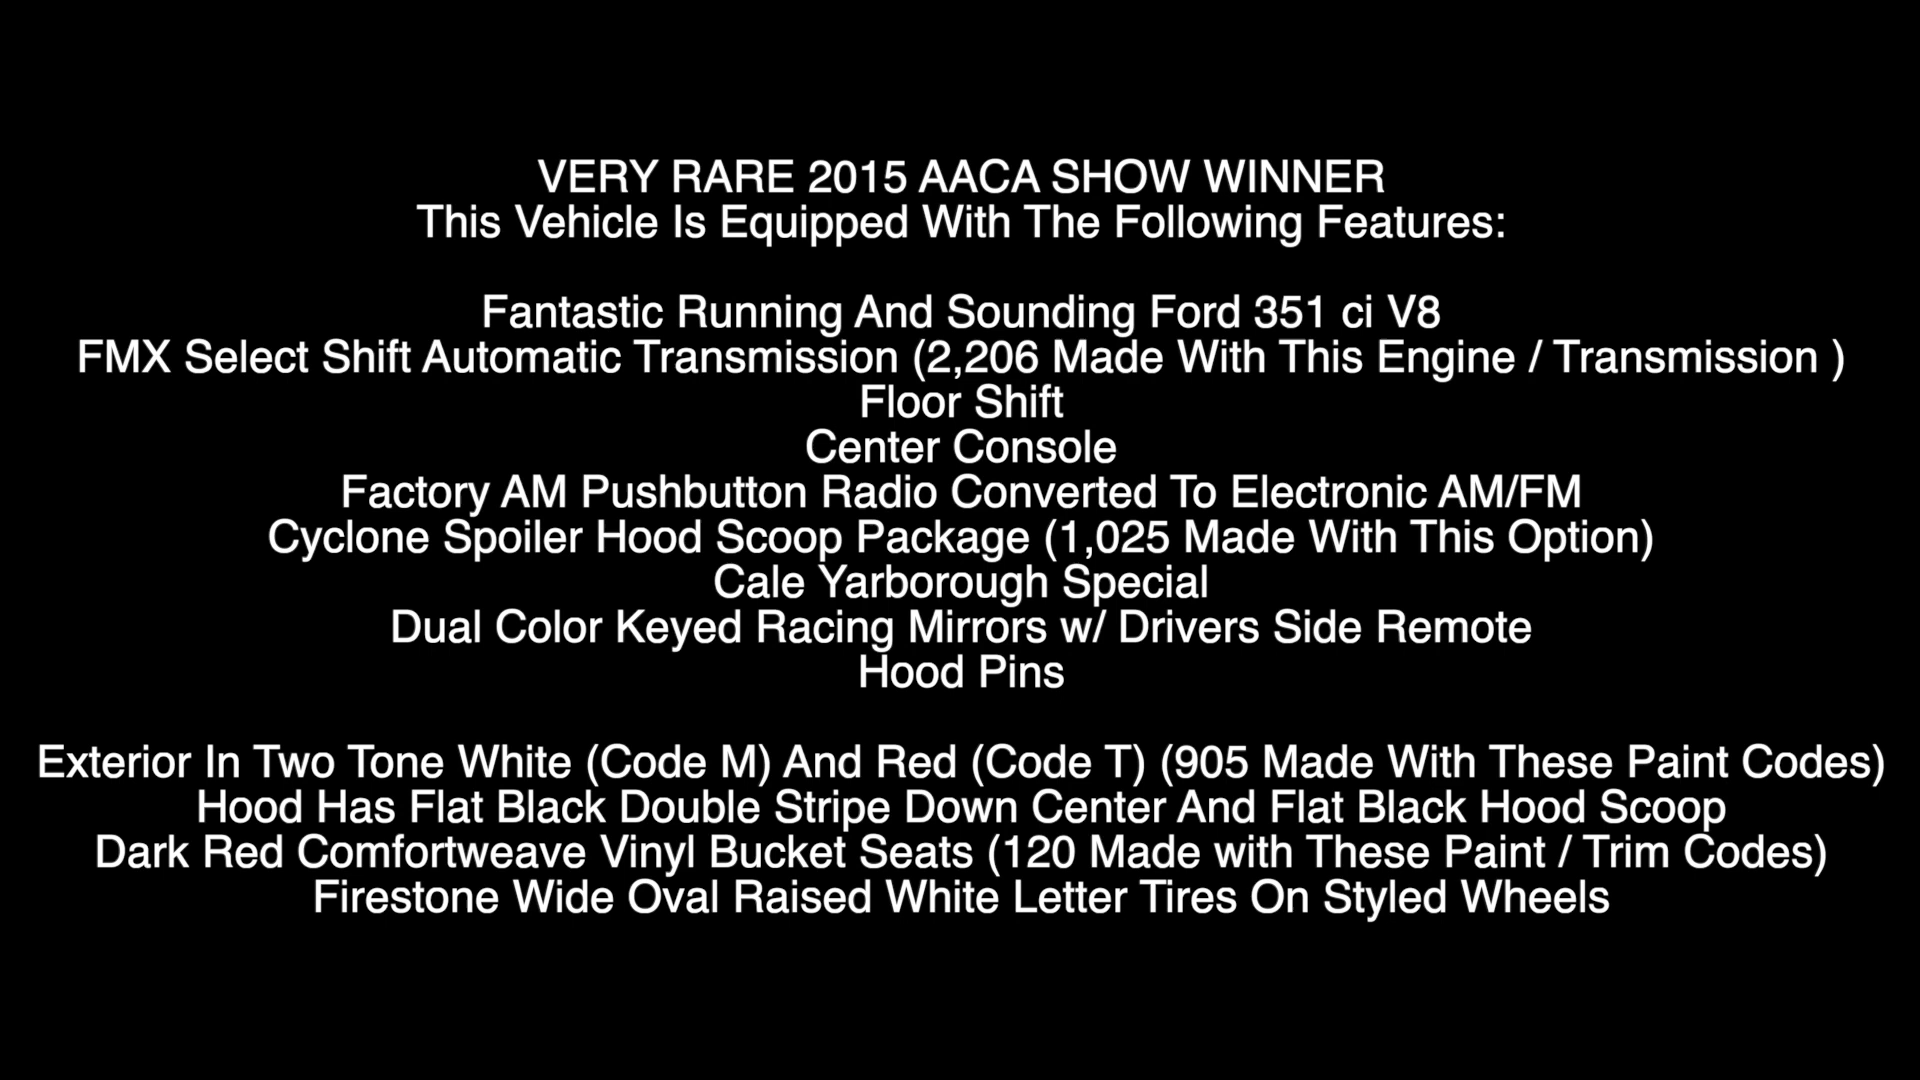 VERY RARE 2015 AACA SHOW WINNER
This Vehicle Is Equipped With The Following Features:
Fantastic Running And Sounding Ford 351 ci V8
FMX Select Shift Automatic Transmission (2,206 Made With This Engine / Transmission )
Floor Shift
Center Console
Factory AM Pushbutton Radio Converted To Electronic AM/FM
Cyclone Spoiler Hood Scoop Package (1,025 Made With This Option)
Cale Yarborough Special
Dual Color Keyed Racing Mirrors w/ Drivers Side Remote
Hood Pins
Exterior In Two Tone White (Code M) And Red (Code T) (905 Made With These Paint Codes)
Hood Has Flat Black Double Stripe Down Center And Flat Black Hood Scoop
Dark Red Comfortweave Vinyl Bucket Seats (120 Made with These Paint / Trim Codes)
Firestone Wide Oval Raised White Letter Tires On Styled Wheels